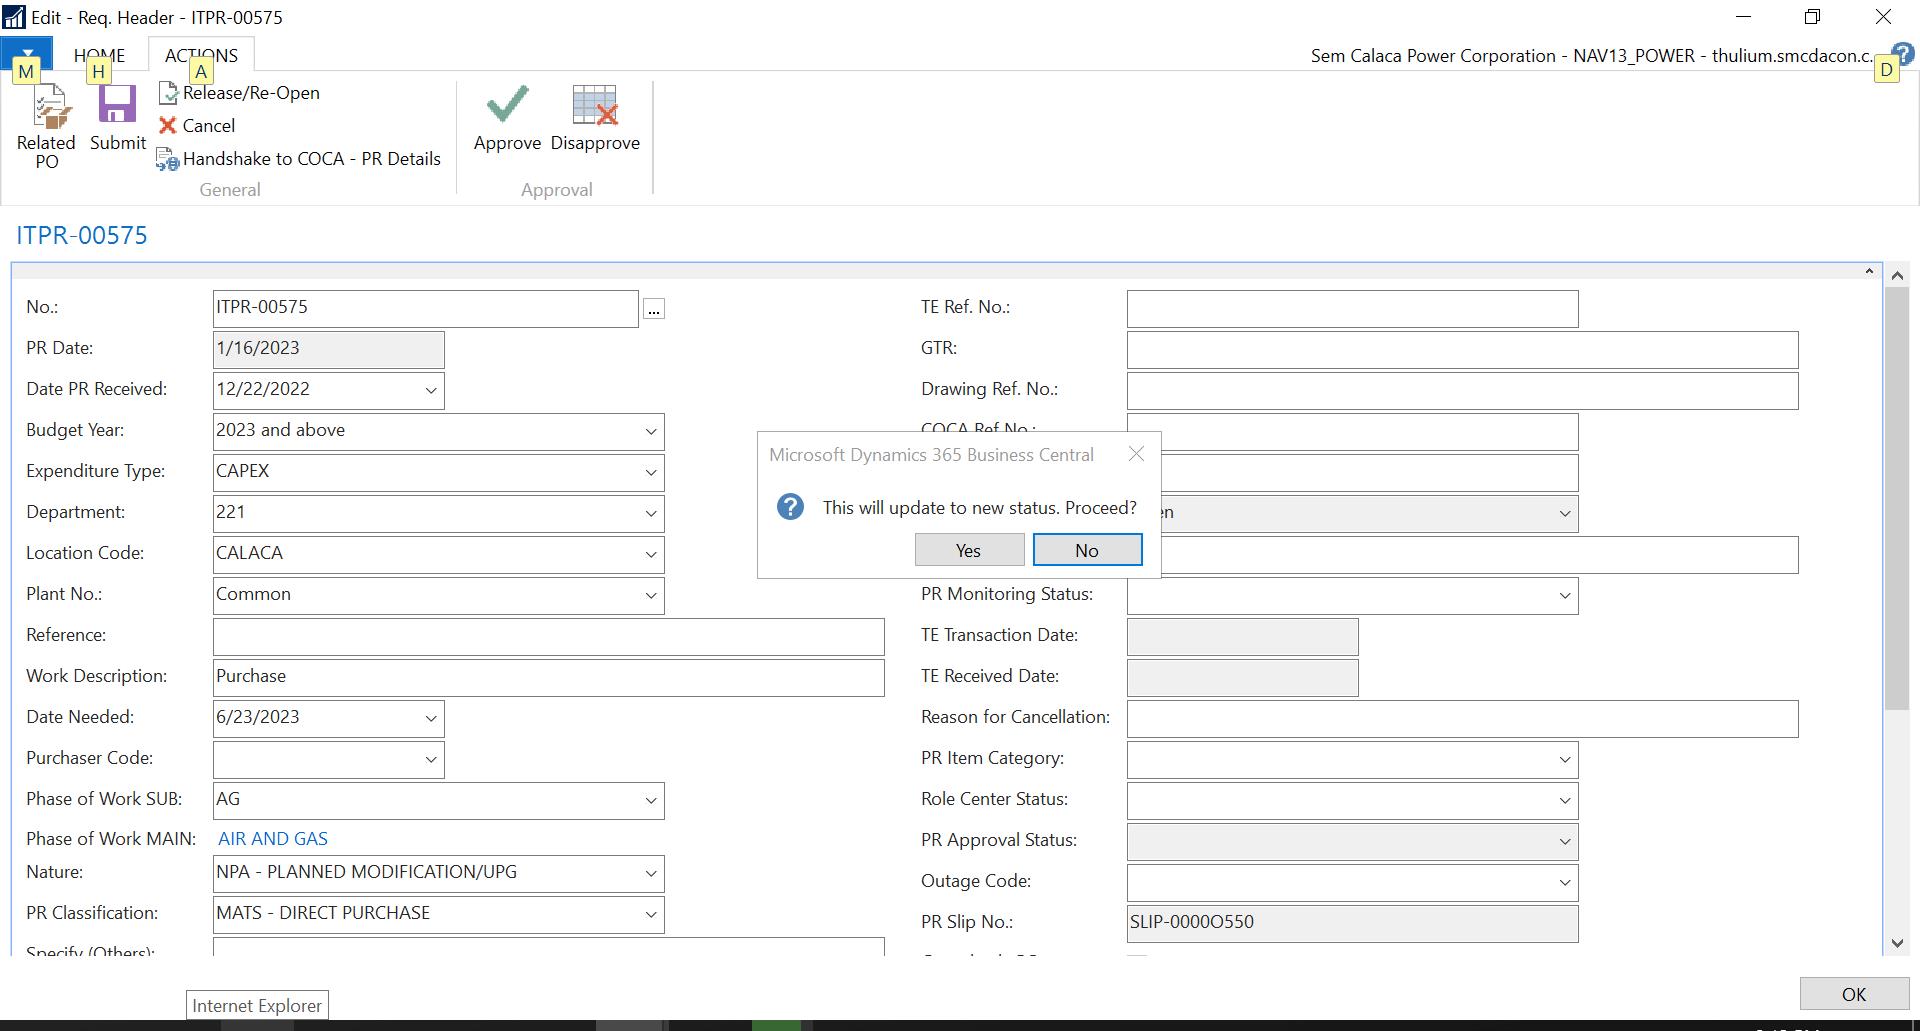 Edit - Req. Header - ITPR-00575
HOME
ACTIONS
Sem Calaca Power Corporation - NAV13_POWER - thulium.smcdacon.c...
M
H
A
D
Related PO
Submit
Release/Re-Open
Cancel
Handshake to COCA - PR Details
General
Approve
Disapprove
Approval
ITPR-00575
No.: ITPR-00575 ...
PR Date: 1/16/2023
Date PR Received: 12/22/2022
Budget Year: 2023 and above
Expenditure Type: CAPEX
Department: 221
Location Code: CALACA
Plant No.: Common
Reference:
Work Description: Purchase
Date Needed: 6/23/2023
Purchaser Code:
Phase of Work SUB: AG
Phase of Work MAIN: AIR AND GAS
Nature: NPA - PLANNED MODIFICATION/UPG
PR Classification: MATS - DIRECT PURCHASE
Specify (Others):
TE Ref. No.:
GTR:
Drawing Ref. No.:
COCA Ref No.:
Microsoft Dynamics 365 Business Central
This will update to new status. Proceed?
Yes
No
en
PR Monitoring Status:
TE Transaction Date:
TE Received Date:
Reason for Cancellation:
PR Item Category:
Role Center Status:
PR Approval Status:
Outage Code:
PR Slip No.: SLIP-0000O550
OK
Internet Explorer